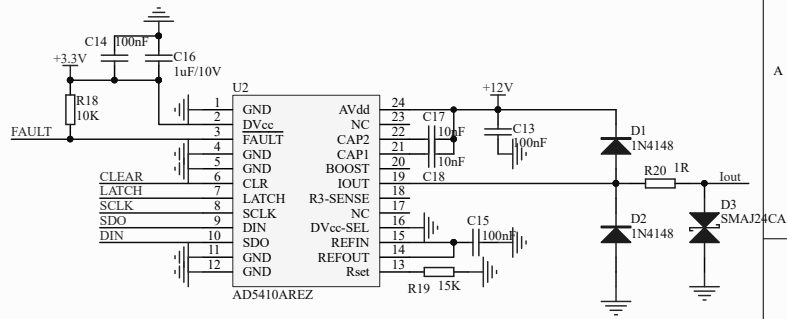 C14 100nF
+3.3V
C16
1uF/10V
A
U2
+12V
R18
10K
1 GND AVdd 24
2 DVcc NC 23
FAULT 3 FAULT CAP2 22
4 GND CAP1 21
5 GND BOOST 20
CLEAR 6 CLR IOUT 19
LATCH 7 LATCH R3-SENSE 18
SCLK 8 SCLK NC 17
SDO 9 DIN DVcc-SEL 16
DIN 10 SDO REFIN 15
11 GND REFOUT 14
12 GND Rset 13
AD5410AREZ
C17
10nF
10nF
C18
C13
100nF
D1
1N4148
R20 1R
Iout
D2
1N4148
D3
SMAJ24CA
C15
100nF
R19 15K